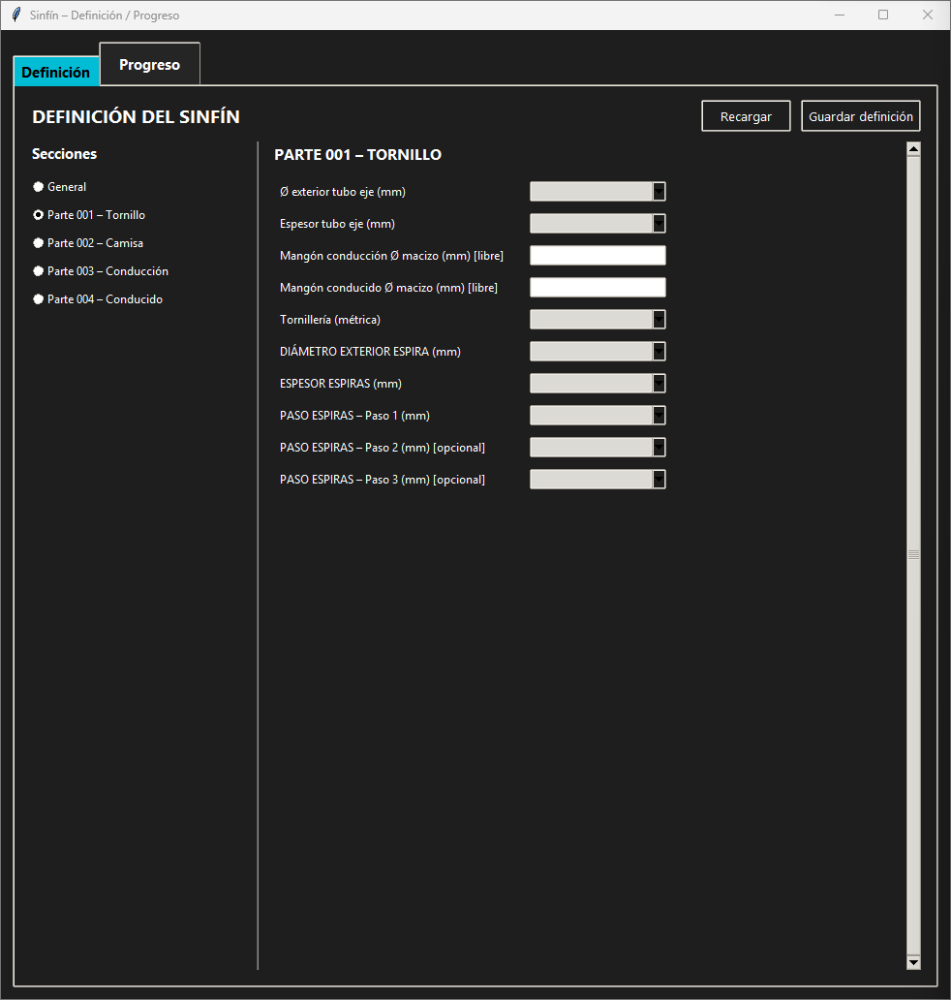 Sinfín – Definición / Progreso
Definición
Progreso
DEFINICIÓN DEL SINFÍN
Recargar
Guardar definición
Secciones
General
Parte 001 – Tornillo
Parte 002 – Camisa
Parte 003 – Conducción
Parte 004 – Conducido
PARTE 001 – TORNILLO
Ø exterior tubo eje (mm)
Espesor tubo eje (mm)
Mangón conducción Ø macizo (mm) [libre]
Mangón conducido Ø macizo (mm) [libre]
Tornillería (métrica)
DIÁMETRO EXTERIOR ESPIRA (mm)
ESPESOR ESPIRAS (mm)
PASO ESPIRAS – Paso 1 (mm)
PASO ESPIRAS – Paso 2 (mm) [opcional]
PASO ESPIRAS – Paso 3 (mm) [opcional]